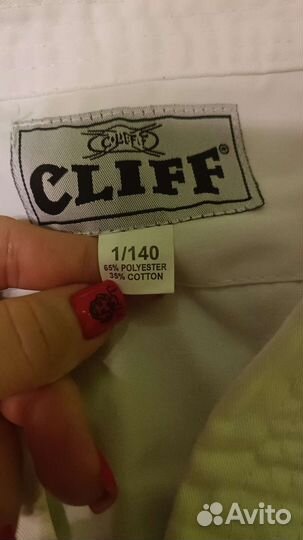 CLIFF
CLIFF®
1/140
65% POLYESTER
35% COTTON
Avito